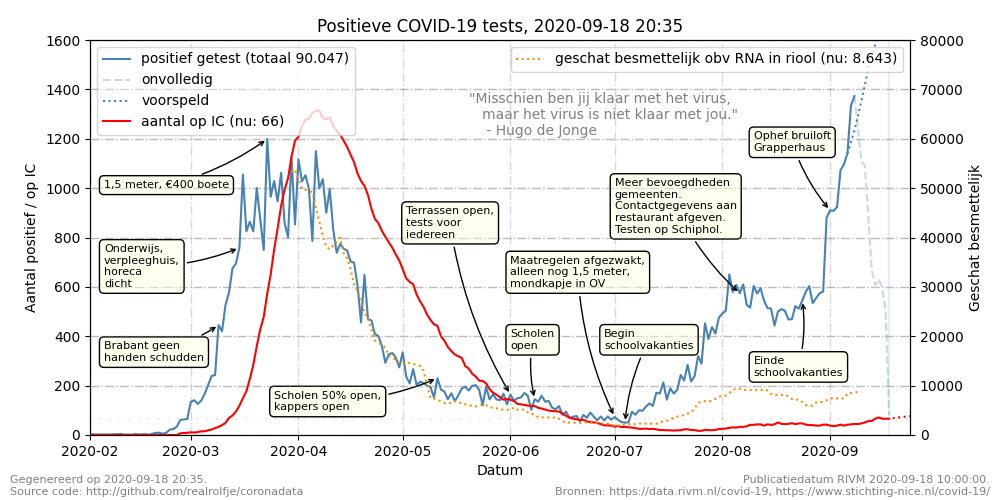 Positieve COVID-19 tests, 2020-09-18 20:35
positief getest (totaal 90.047)
onvolledig
voorspeld
aantal op IC (nu: 66)
geschat besmettelijk obv RNA in riool (nu: 8.643)
"Misschien ben jij klaar met het virus,
maar het virus is niet klaar met jou."
- Hugo de Jonge
1,5 meter, €400 boete
Onderwijs,
verpleeghuis,
horeca
dicht
Brabant geen
handen schudden
Scholen 50% open,
kappers open
Terrassen open,
tests voor
iedereen
Scholen
open
Maatregelen afgezwakt,
alleen nog 1,5 meter,
mondkapje in OV
Begin
schoolvakanties
Meer bevoegdheden
gemeenten.
Contactgegevens aan
restaurant afgeven.
Testen op Schiphol.
Einde
schoolvakanties
Ophef bruiloft
Grapperhaus
Aantal positief / op IC
1600
1400
1200
1000
800
600
400
200
0
Geschat besmettelijk
80000
70000
60000
50000
40000
30000
20000
10000
0
2020-02 2020-03 2020-04 2020-05 2020-06 2020-07 2020-08 2020-09
Datum
Gegenereerd op 2020-09-18 20:35.
Source code: http://github.com/realrolfje/coronadata
Publicatiedatum RIVM 2020-09-18 10:00:00.
Bronnen: https://data.rivm.nl/covid-19, https://www.stichting-nice.nl/covid-19/